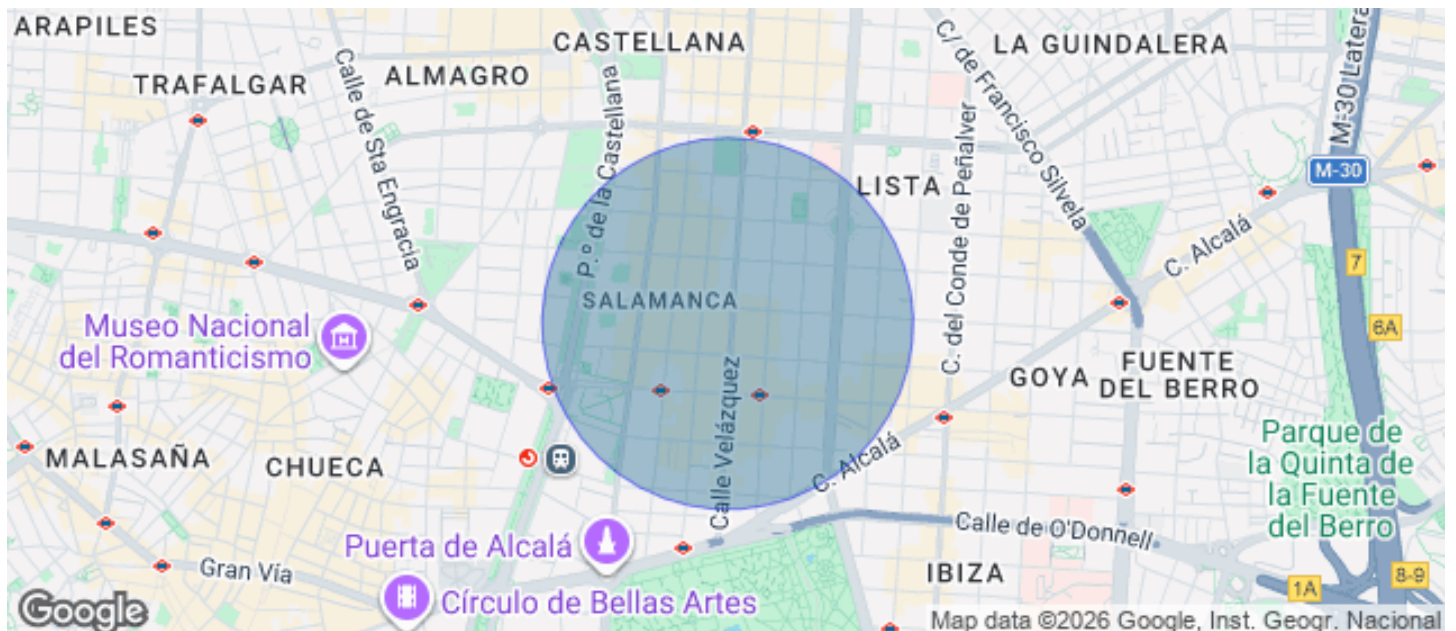 ARAPILES
CASTELLANA
LA GUINDALERA
TRAFALGAR
ALMAGRO
Calle de Sta Engracia
P.º de la Castellana
C/ de Francisco Silvela
M-30 Latera
M-30
LISTA
C. del Conde de Peñalver
C. Alcalá
7
SALAMANCA
Museo Nacional
del Romanticismo
6A
GOYA
FUENTE
DEL BERRO
Calle Velázquez
MALASAÑA
CHUECA
C. Alcalá
Parque de
la Quinta de
la Fuente
del Berro
Puerta de Alcalá
Calle de O'Donnell
Gran Vía
IBIZA
1A
8-9
Círculo de Bellas Artes
Google
Map data ©2026 Google, Inst. Geogr. Nacional